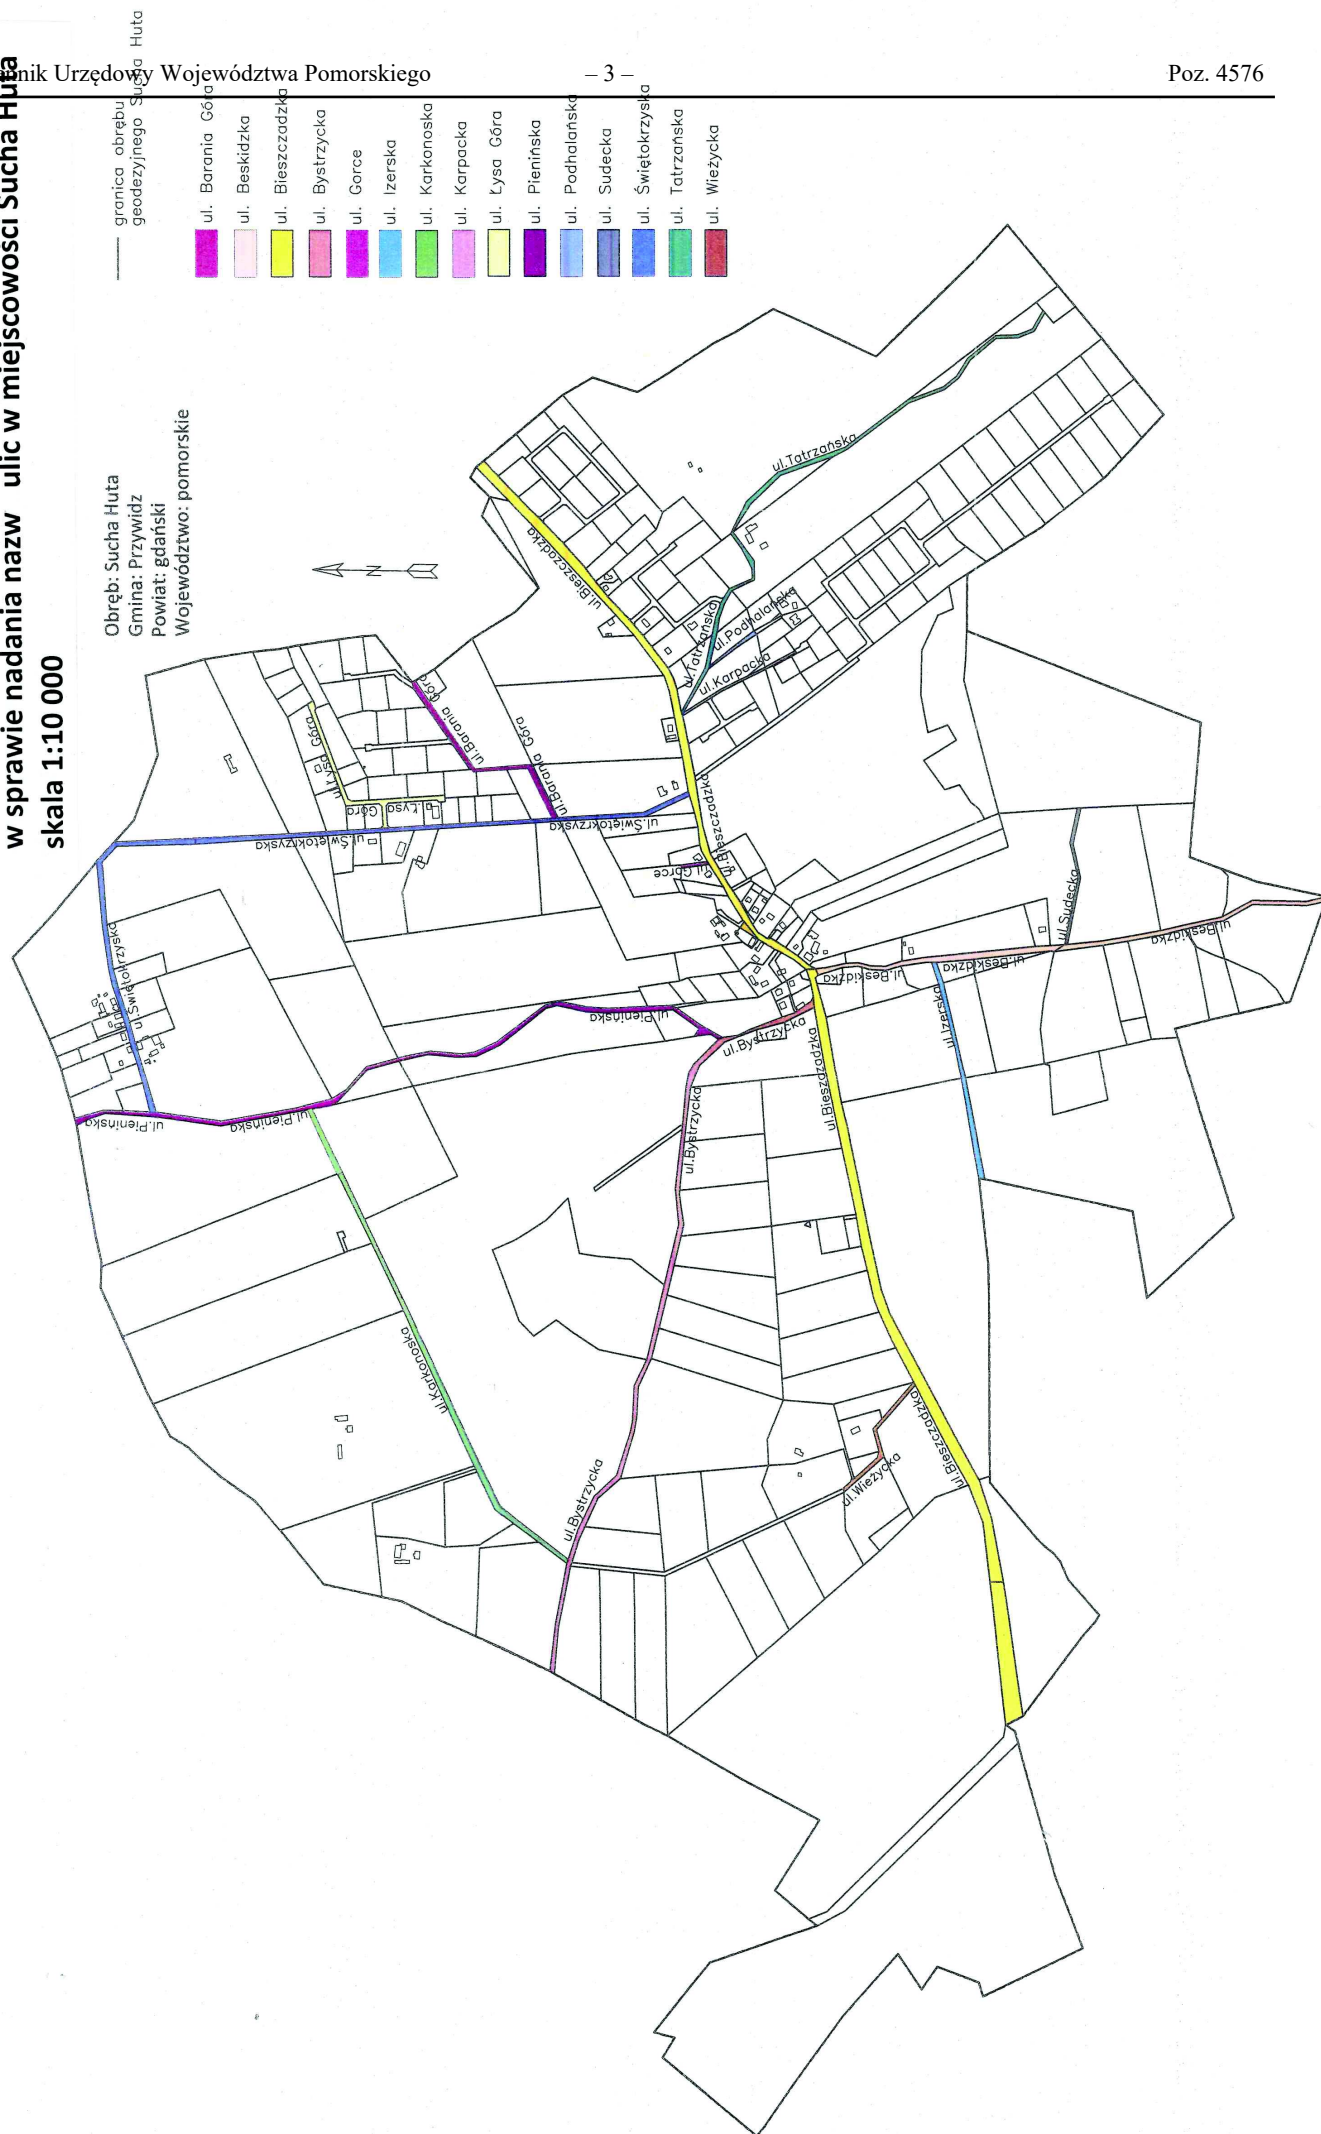 Dziennik Urzędowy Województwa Pomorskiego – 3 – Poz. 4576
w sprawie nadania nazw ulic w miejscowości Sucha Huta
skala 1:10 000
Obręb: Sucha Huta
Gmina: Przywidz
Powiat: gdański
Województwo: pomorskie
granica obrębu
geodezyjnego Sucha Huta
ul. Barania Góra
ul. Beskidzka
ul. Bieszczadzka
ul. Bystrzycka
ul. Gorce
ul. Izerska
ul. Karkonoska
ul. Karpacka
ul. Łysa Góra
ul. Pienińska
ul. Podhalańska
ul. Sudecka
ul. Świętokrzyska
ul. Tatrzańska
ul. Wieżycka
N
ul.Bieszczadzka
ul.Tatrzańska
ul.Tatrzańska
ul.Podhalańska
ul.Karpacka
ul.Barania Góra
ul.Barania Góra
ul.Łysa Góra
Łysa Góra
ul.Świętokrzyska
ul.Świętokrzyska
ul.Świętokrzyska
ul.Gorce
ul.Bieszczadzka
ul.Sudecka
ul.Beskidzka
ul.Beskidzka
ul.Beskidzka
ul.Izerska
ul.Pienińska
ul.Pienińska
ul.Pienińska
ul.Bystrzycka
ul.Bystrzycka
ul.Bieszczadzka
ul.Karkonoska
ul.Bystrzycka
ul.Wieżycka
ul.Bieszczadzka